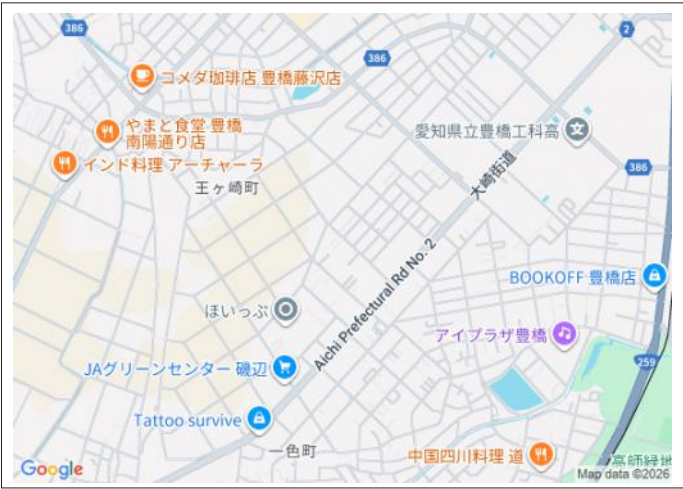 386
2
386
コメダ珈琲店 豊橋藤沢店
やまと食堂 豊橋
南陽通り店
愛知県立豊橋工科高
インド料理 アーチャーラ
386
王ヶ崎町
大崎街道
Aichi Prefectural Rd No. 2
BOOKOFF 豊橋店
ほいっぷ
アイプラザ豊橋
JAグリーンセンター 磯辺
259
Tattoo survive
一色町
中国四川料理 道
高師緑地
Google
Map data ©2026